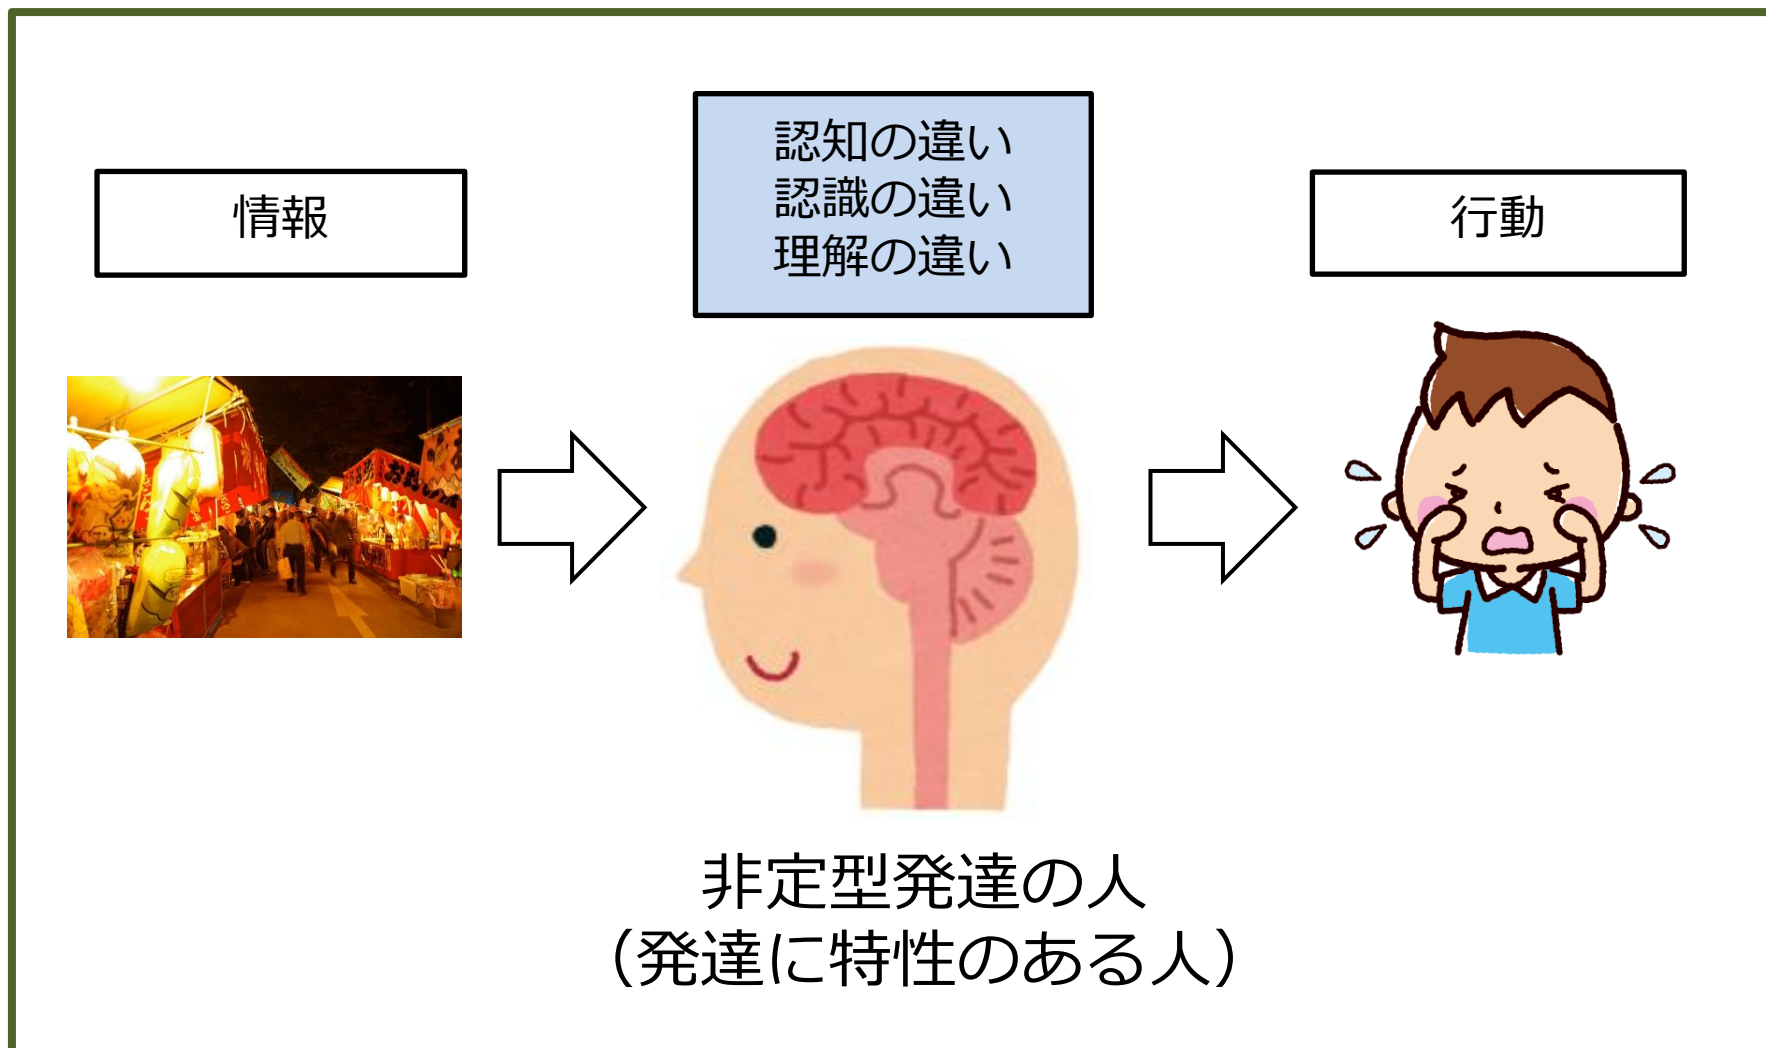 情報
認知の違い
認識の違い
理解の違い
行動
非定型発達の人
（発達に特性のある人）